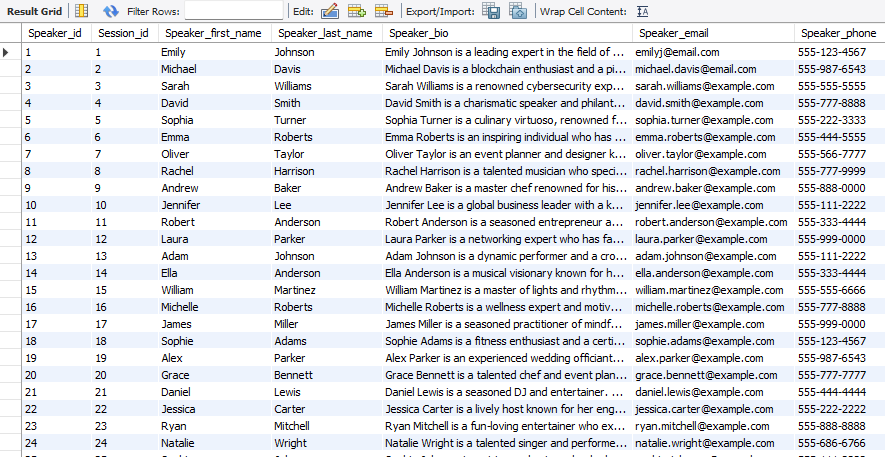 Result Grid Filter Rows: Edit: Export/Import: Wrap Cell Content:
Speaker_id Session_id Speaker_first_name Speaker_last_name Speaker_bio Speaker_email Speaker_phone
1 1 Emily Johnson Emily Johnson is a leading expert in the field of ... emilyj@email.com 555-123-4567
2 2 Michael Davis Michael Davis is a blockchain enthusiast and a pi... michael.davis@email.com 555-987-6543
3 3 Sarah Williams Sarah Williams is a renowned cybersecurity exp... sarah.williams@example.com 555-555-5555
4 4 David Smith David Smith is a charismatic speaker and philant... david.smith@example.com 555-777-8888
5 5 Sophia Turner Sophia Turner is a culinary virtuoso, renowned f... sophia.turner@example.com 555-222-3333
6 6 Emma Roberts Emma Roberts is an inspiring individual who has ... emma.roberts@example.com 555-444-5555
7 7 Oliver Taylor Oliver Taylor is an event planner and designer k... oliver.taylor@example.com 555-566-7777
8 8 Rachel Harrison Rachel Harrison is a talented musician who speci... rachel.harrison@example.com 555-777-9999
9 9 Andrew Baker Andrew Baker is a master chef renowned for his... andrew.baker@example.com 555-888-0000
10 10 Jennifer Lee Jennifer Lee is a global business leader with a k... jennifer.lee@example.com 555-111-2222
11 11 Robert Anderson Robert Anderson is a seasoned entrepreneur a... robert.anderson@example.com 555-333-4444
12 12 Laura Parker Laura Parker is a networking expert who has fa... laura.parker@example.com 555-999-0000
13 13 Adam Johnson Adam Johnson is a dynamic performer and a cro... adam.johnson@example.com 555-111-2222
14 14 Ella Anderson Ella Anderson is a musical visionary known for h... ella.anderson@example.com 555-333-4444
15 15 William Martinez William Martinez is a master of lights and rhythm... william.martinez@example.com 555-555-6666
16 16 Michelle Roberts Michelle Roberts is a wellness expert and motiv... michelle.roberts@example.com 555-777-8888
17 17 James Miller James Miller is a seasoned practitioner of mindf... james.miller@example.com 555-999-0000
18 18 Sophie Adams Sophie Adams is a fitness enthusiast and a certi... sophie.adams@example.com 555-123-4567
19 19 Alex Parker Alex Parker is an experienced wedding officiant... alex.parker@example.com 555-987-6543
20 20 Grace Bennett Grace Bennett is a talented chef and event plan... grace.bennett@example.com 555-777-7777
21 21 Daniel Lewis Daniel Lewis is a seasoned DJ and entertainer. ... daniel.lewis@example.com 555-444-4444
22 22 Jessica Carter Jessica Carter is a lively host known for her eng... jessica.carter@example.com 555-222-2222
23 23 Ryan Mitchell Ryan Mitchell is a fun-loving entertainer who ex... ryan.mitchell@example.com 555-888-8888
24 24 Natalie Wright Natalie Wright is a talented singer and performe... natalie.wright@example.com 555-686-6766